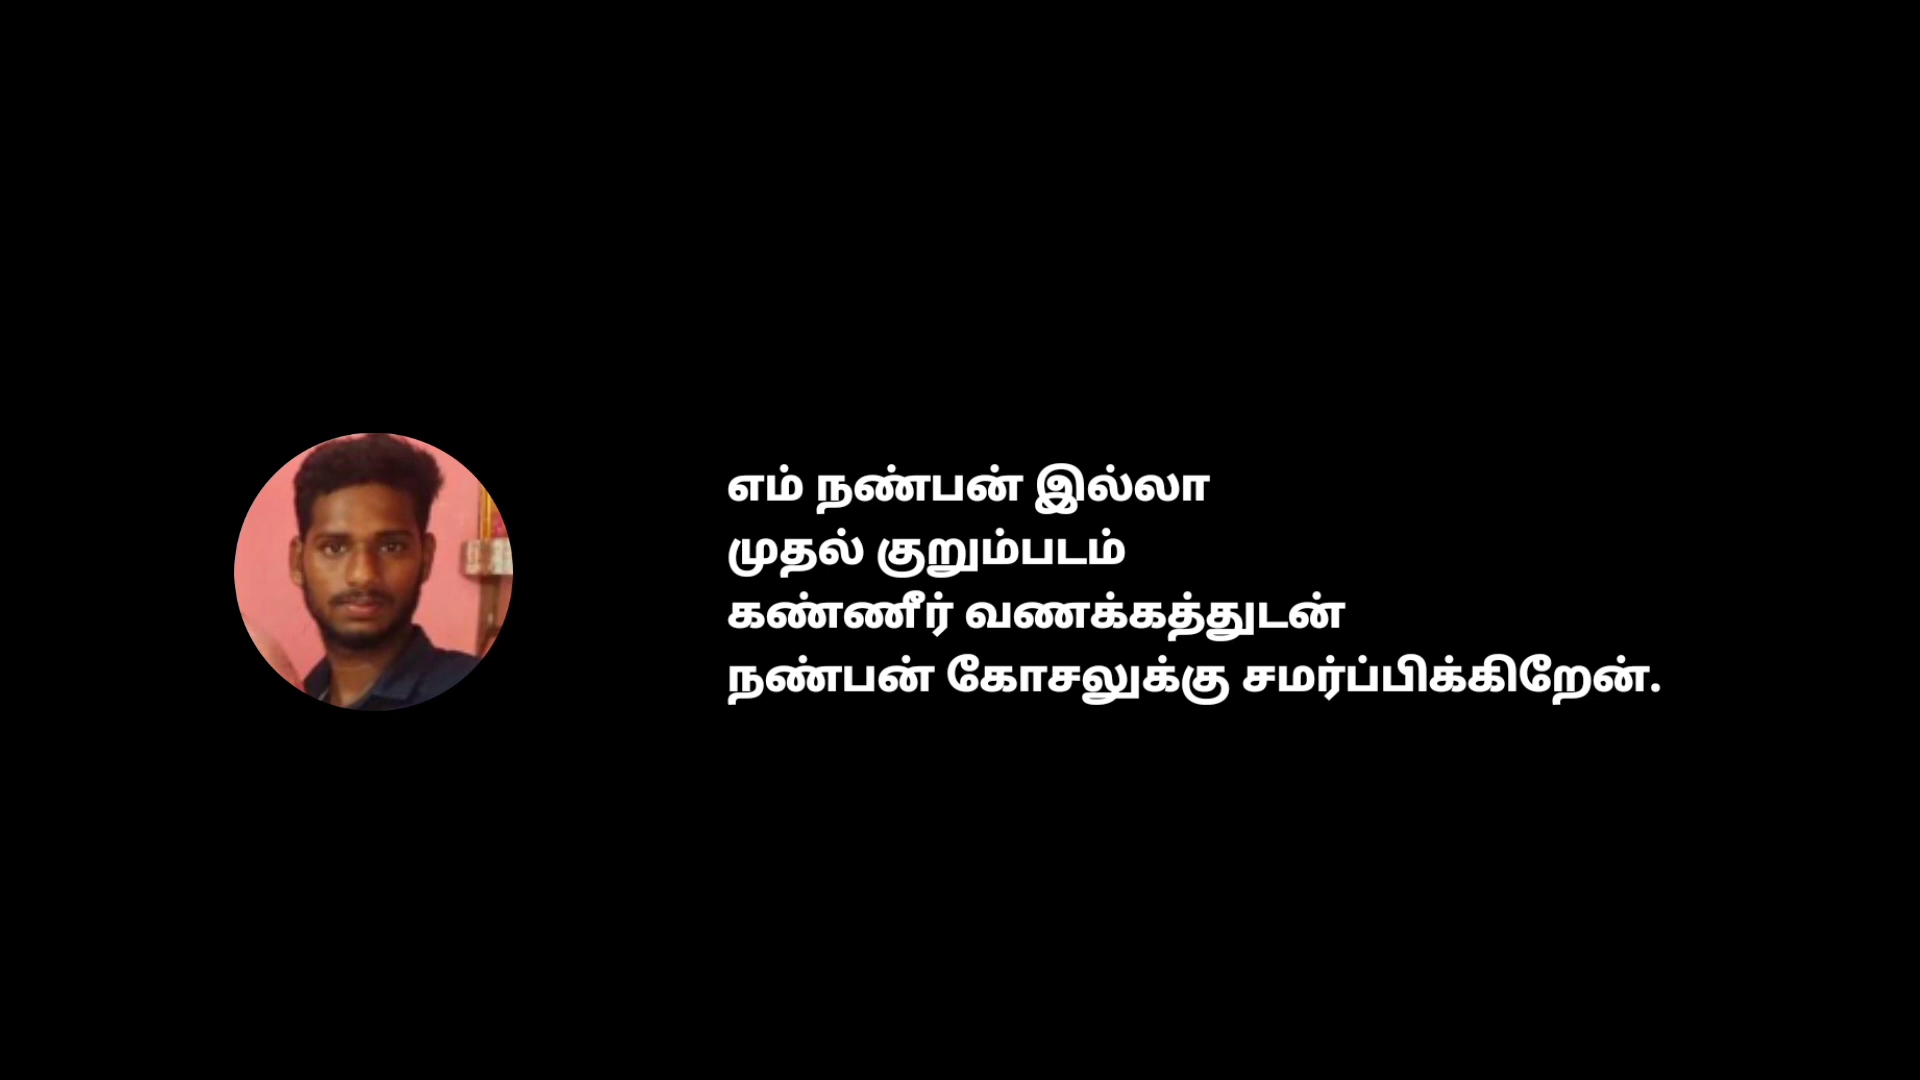 எம் நண்பன் இல்லா
முதல் குறும்படம்
கண்ணீர் வணக்கத்துடன்
நண்பன் கோசலுக்கு சமர்ப்பிக்கிறேன்.